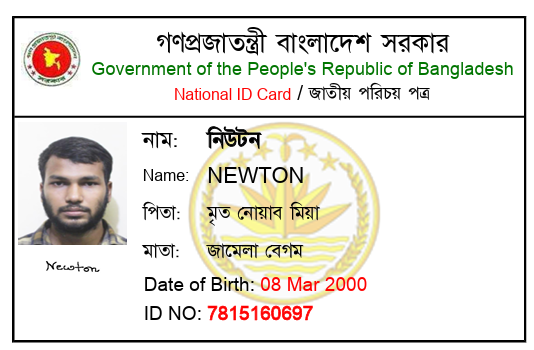 গণপ্রজাতন্ত্রী বাংলাদেশ সরকার
Government of the People's Republic of Bangladesh
National ID Card / জাতীয় পরিচয় পত্র
নাম: নিউটন
Name: NEWTON
পিতা: মৃত নোয়াব মিয়া
মাতা: জামেলা বেগম
Newton
Date of Birth: 08 Mar 2000
ID NO: 7815160697